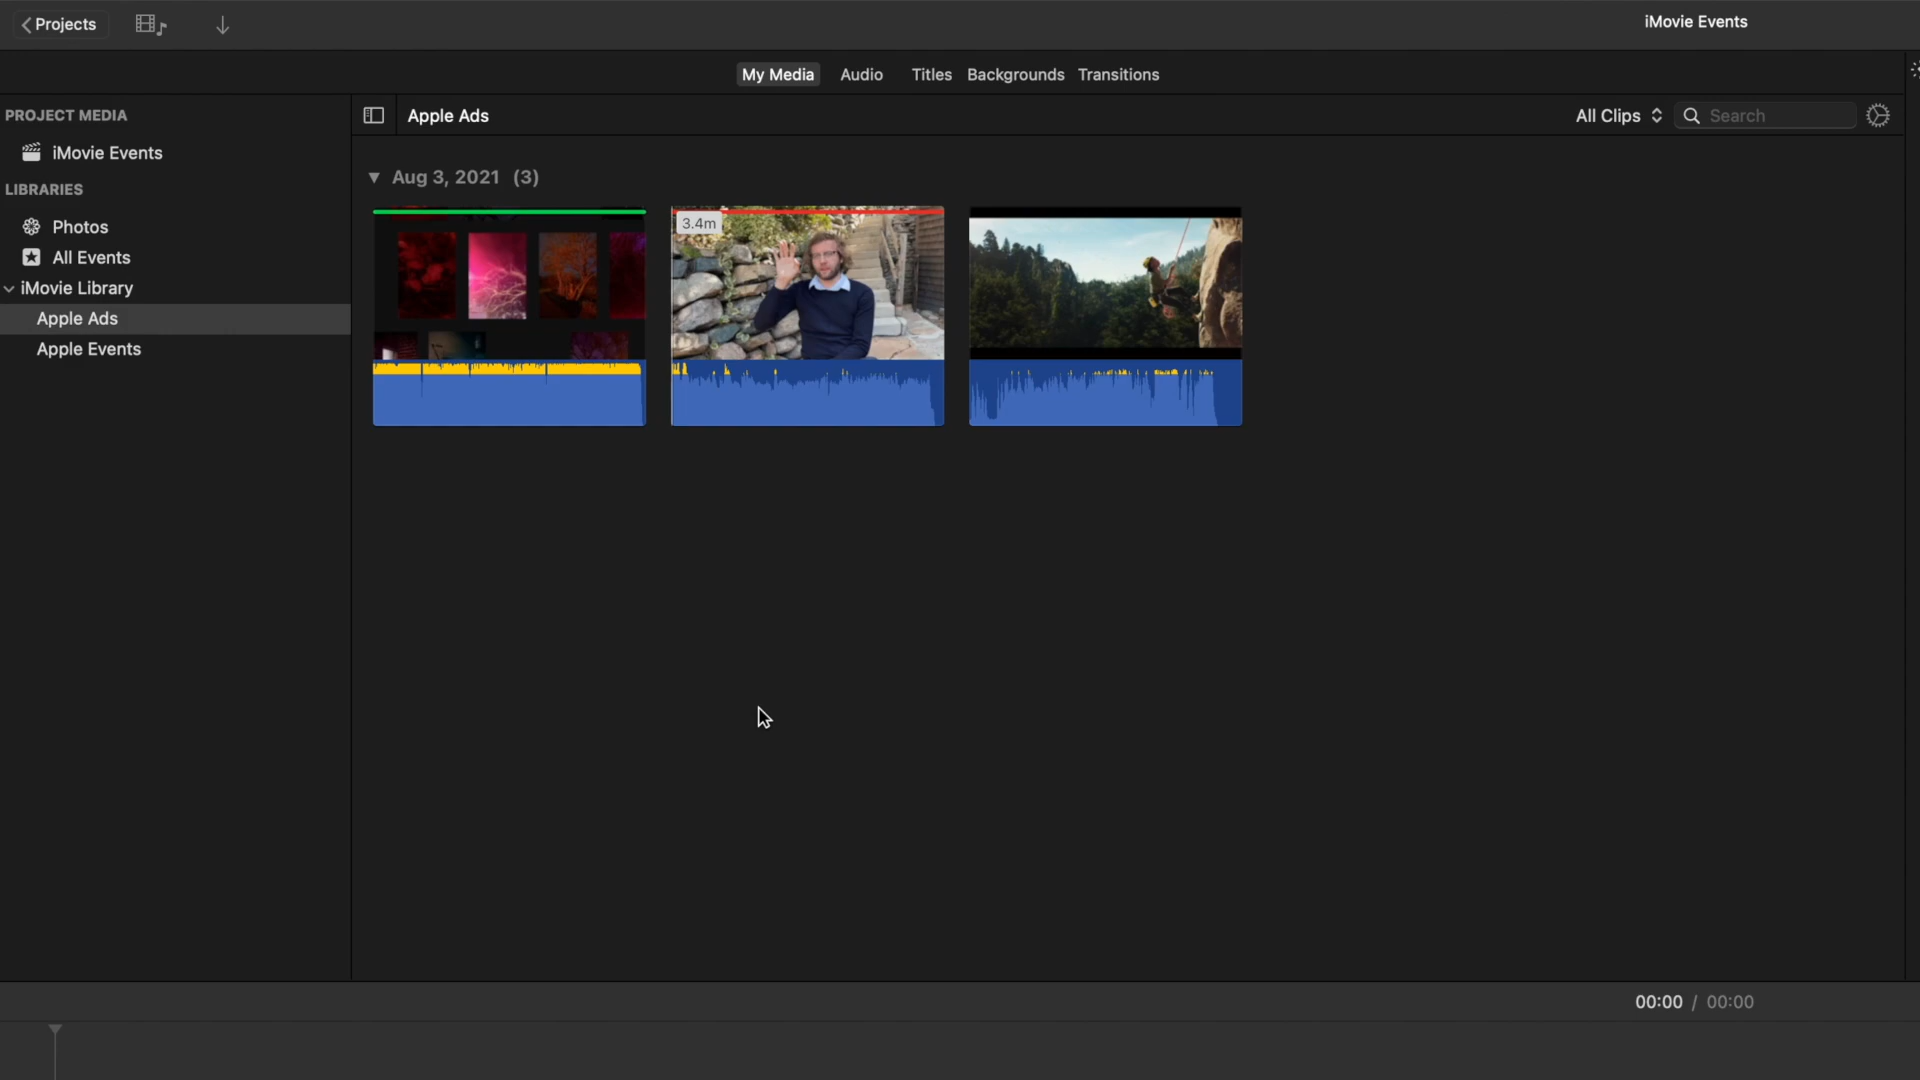 Projects
iMovie Events
My Media Audio Titles Backgrounds Transitions
PROJECT MEDIA
iMovie Events
LIBRARIES
Photos
All Events
iMovie Library
Apple Ads
Apple Events
Apple Ads
All Clips
Search
Aug 3, 2021 (3)
3.4m
00:00 / 00:00